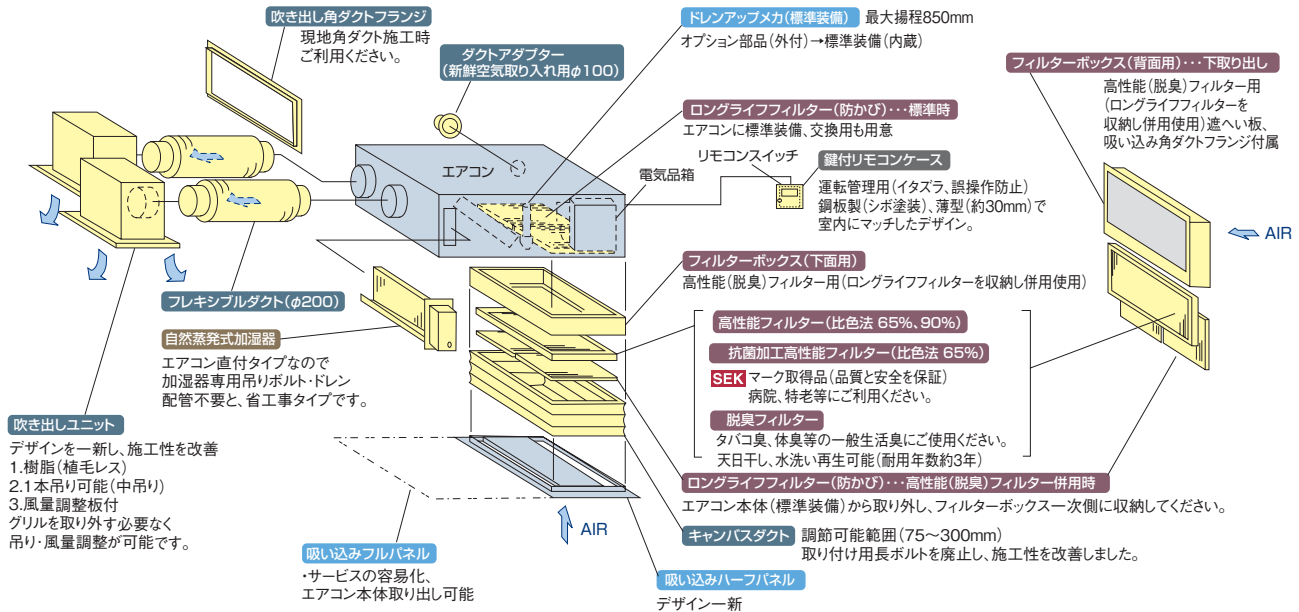 吹き出し角ダクトフランジ
現地角ダクト施工時
ご利用ください。
ダクトアダプター
(新鮮空気取り入れ用φ100)
ドレンアップメカ(標準装備) 最大揚程850mm
オプション部品(外付)→標準装備(内蔵)
ロングライフフィルター(防かび)･･･標準時
エアコンに標準装備、交換用も用意
フィルターボックス(背面用)･･･下取り出し
高性能(脱臭)フィルター用
(ロングライフフィルターを
収納し併用使用)遮へい板、
吸い込み角ダクトフランジ付属
エアコン
電気品箱
リモコンスイッチ
鍵付リモコンケース
運転管理用(イタズラ、誤操作防止)
鋼板製(シボ塗装)、薄型(約30mm)で
室内にマッチしたデザイン。
AIR
フィルターボックス(下面用)
高性能(脱臭)フィルター用(ロングライフフィルターを収納し併用使用)
フレキシブルダクト(φ200)
自然蒸発式加湿器
エアコン直付タイプなので
加湿器専用吊りボルト・ドレン
配管不要と、省工事タイプです。
高性能フィルター(比色法 65%、90%)
抗菌加工高性能フィルター(比色法 65%)
SEK マーク取得品(品質と安全を保証)
病院、特老等にご利用ください。
脱臭フィルター
タバコ臭、体臭等の一般生活臭にご使用ください。
天日干し、水洗い再生可能(耐用年数約3年)
吹き出しユニット
デザインを一新し、施工性を改善
1.樹脂(植毛レス)
2.1本吊り可能(中吊り)
3.風量調整板付
グリルを取り外す必要なく
吊り・風量調整が可能です。
ロングライフフィルター(防かび)･･･高性能(脱臭)フィルター併用時
エアコン本体(標準装備)から取り外し、フィルターボックス一次側に収納してください。
キャンバスダクト 調節可能範囲(75〜300mm)
取り付け用長ボルトを廃止し、施工性を改善しました。
AIR
吸い込みフルパネル
・サービスの容易化、
エアコン本体取り出し可能
吸い込みハーフパネル
デザイン一新